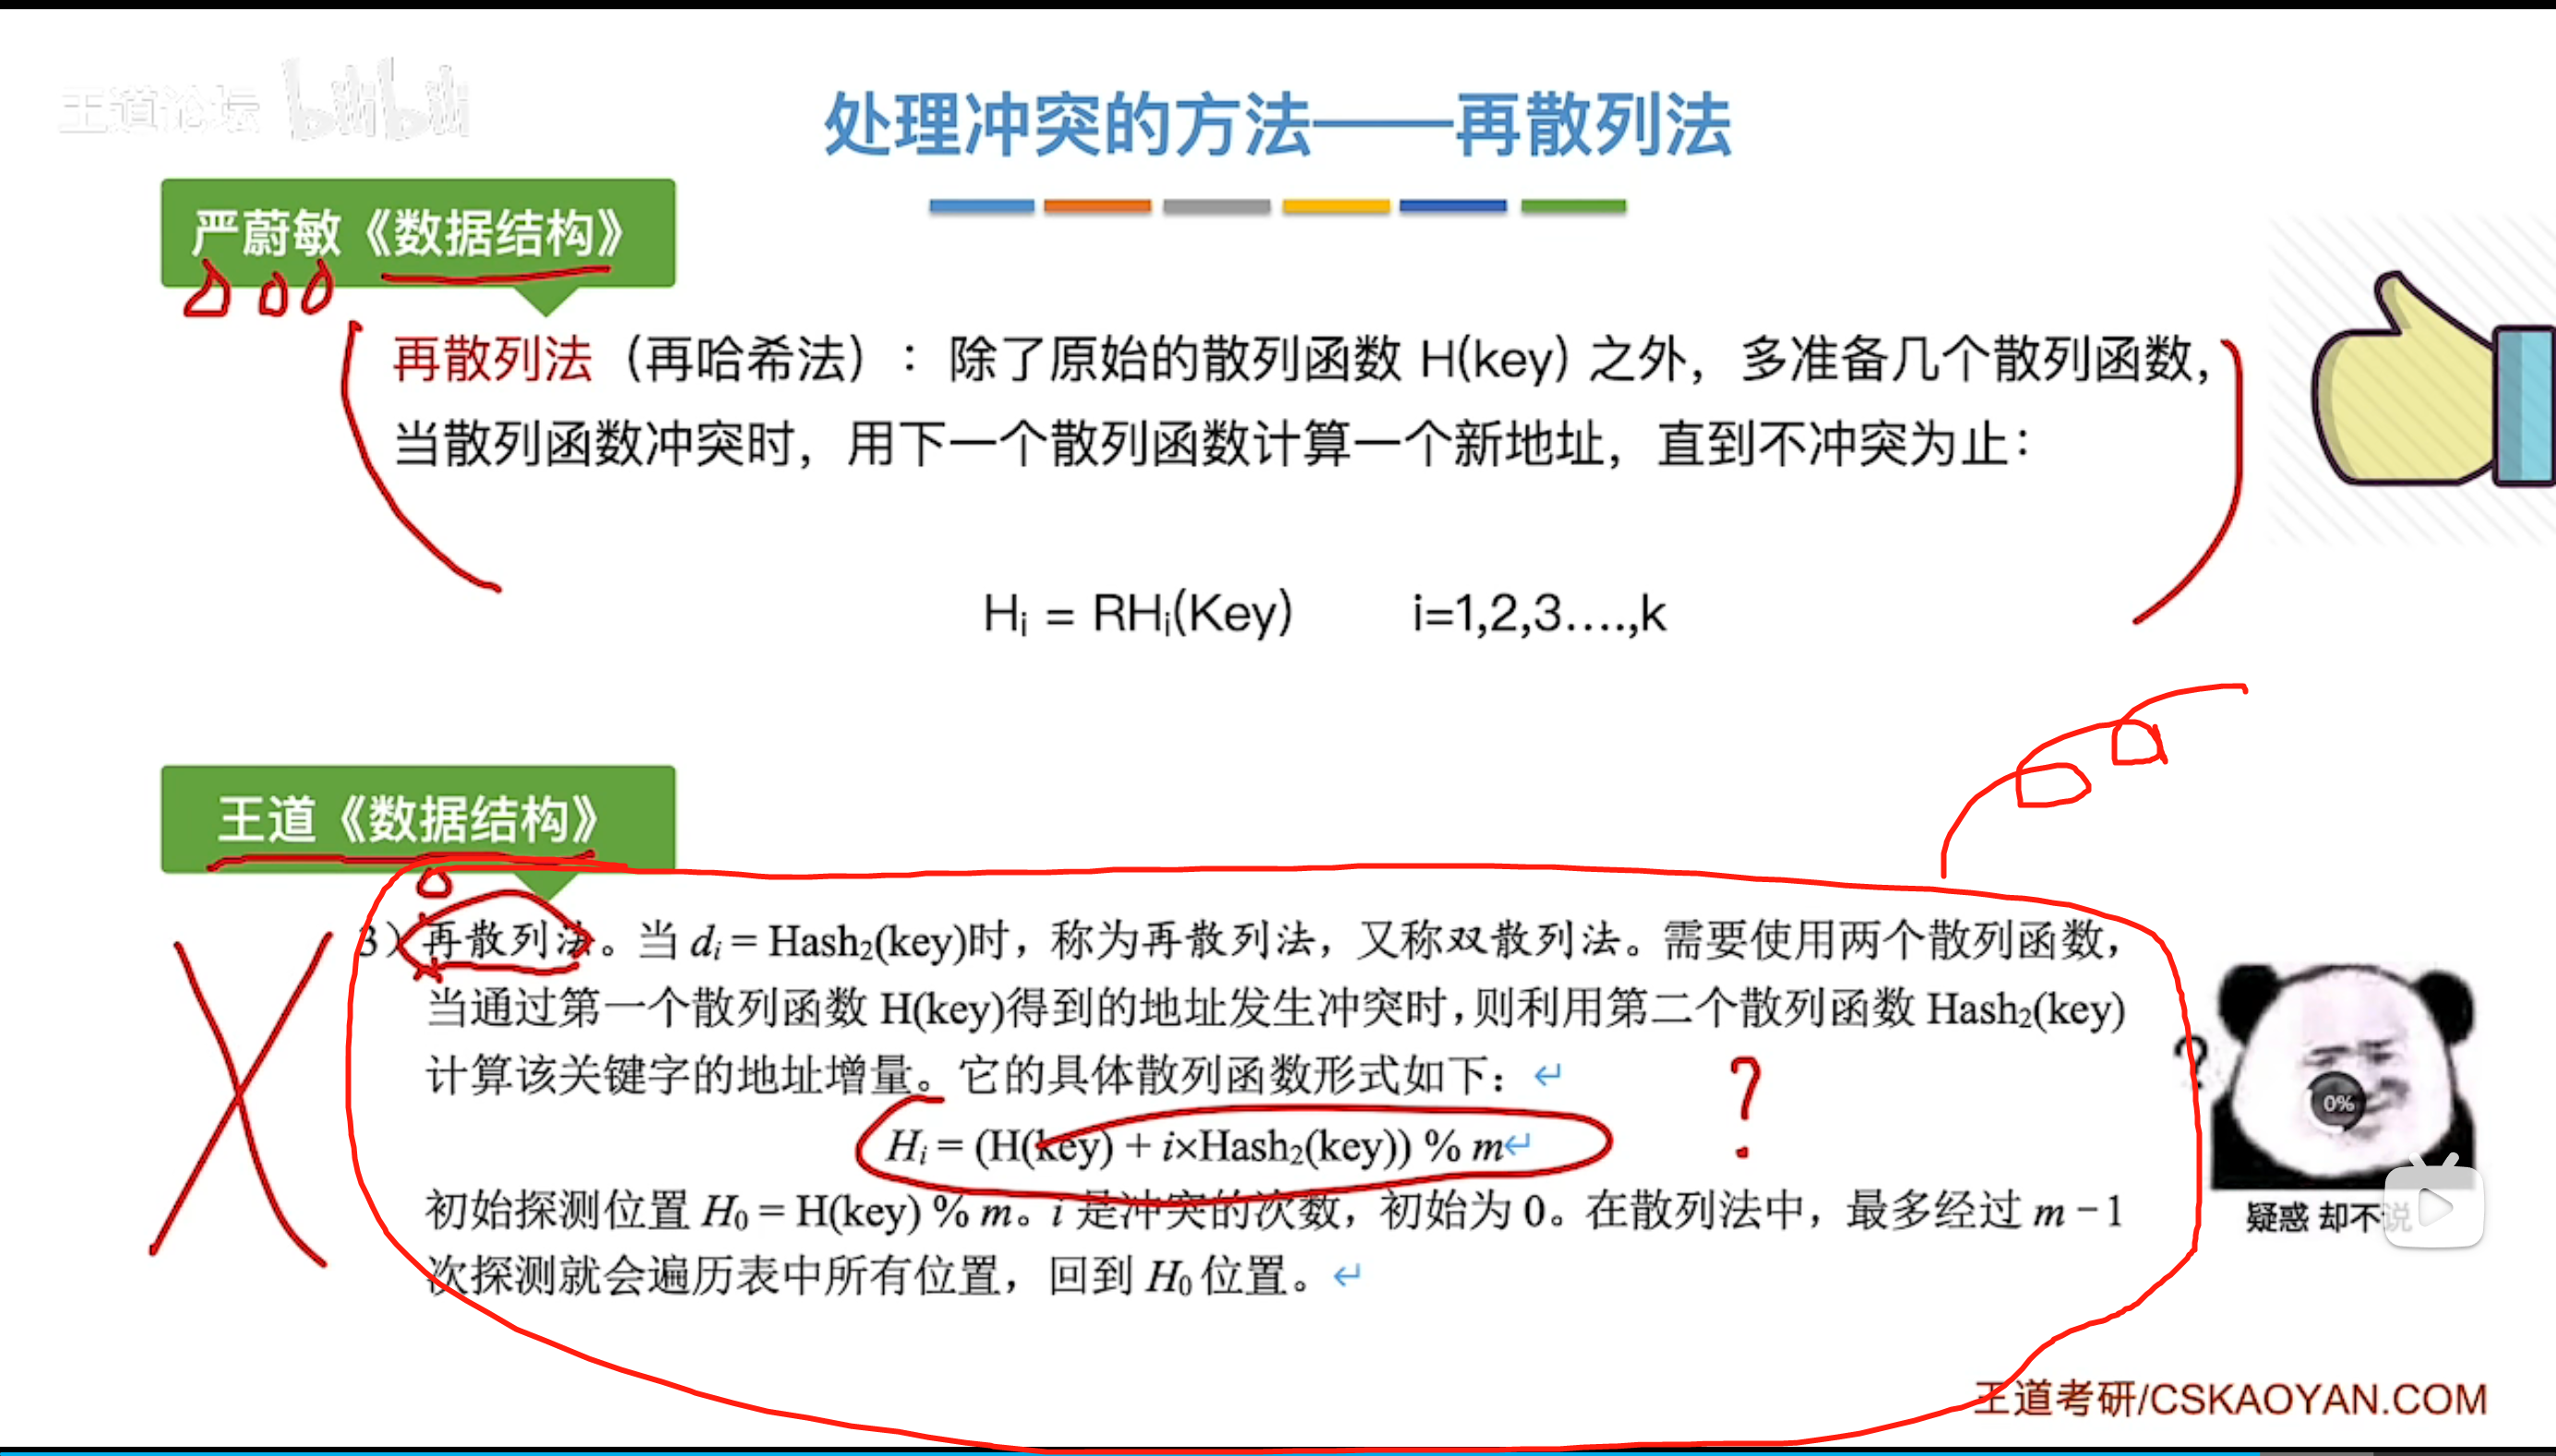 王道论坛 bilibili
处理冲突的方法——再散列法
严蔚敏《数据结构》
再散列法（再哈希法）：除了原始的散列函数 H(key) 之外，多准备几个散列函数，
当散列函数冲突时，用下一个散列函数计算一个新地址，直到不冲突为止：
Hᵢ = RHᵢ(Key) i=1,2,3....,k
王道《数据结构》
3）再散列法。当 dᵢ = Hash₂(key)时，称为再散列法，又称双散列法。需要使用两个散列函数，
当通过第一个散列函数 H(key)得到的地址发生冲突时，则利用第二个散列函数 Hash₂(key)
计算该关键字的地址增量。它的具体散列函数形式如下：↵
?
?
Hᵢ = (H(key) + i×Hash₂(key)) % m↵
0%
初始探测位置 H₀ = H(key) % m。i 是冲突的次数，初始为 0。在散列法中，最多经过 m − 1
疑惑 却不说
次探测就会遍历表中所有位置，回到 H₀ 位置。↵
王道考研/CSKAOYAN.COM